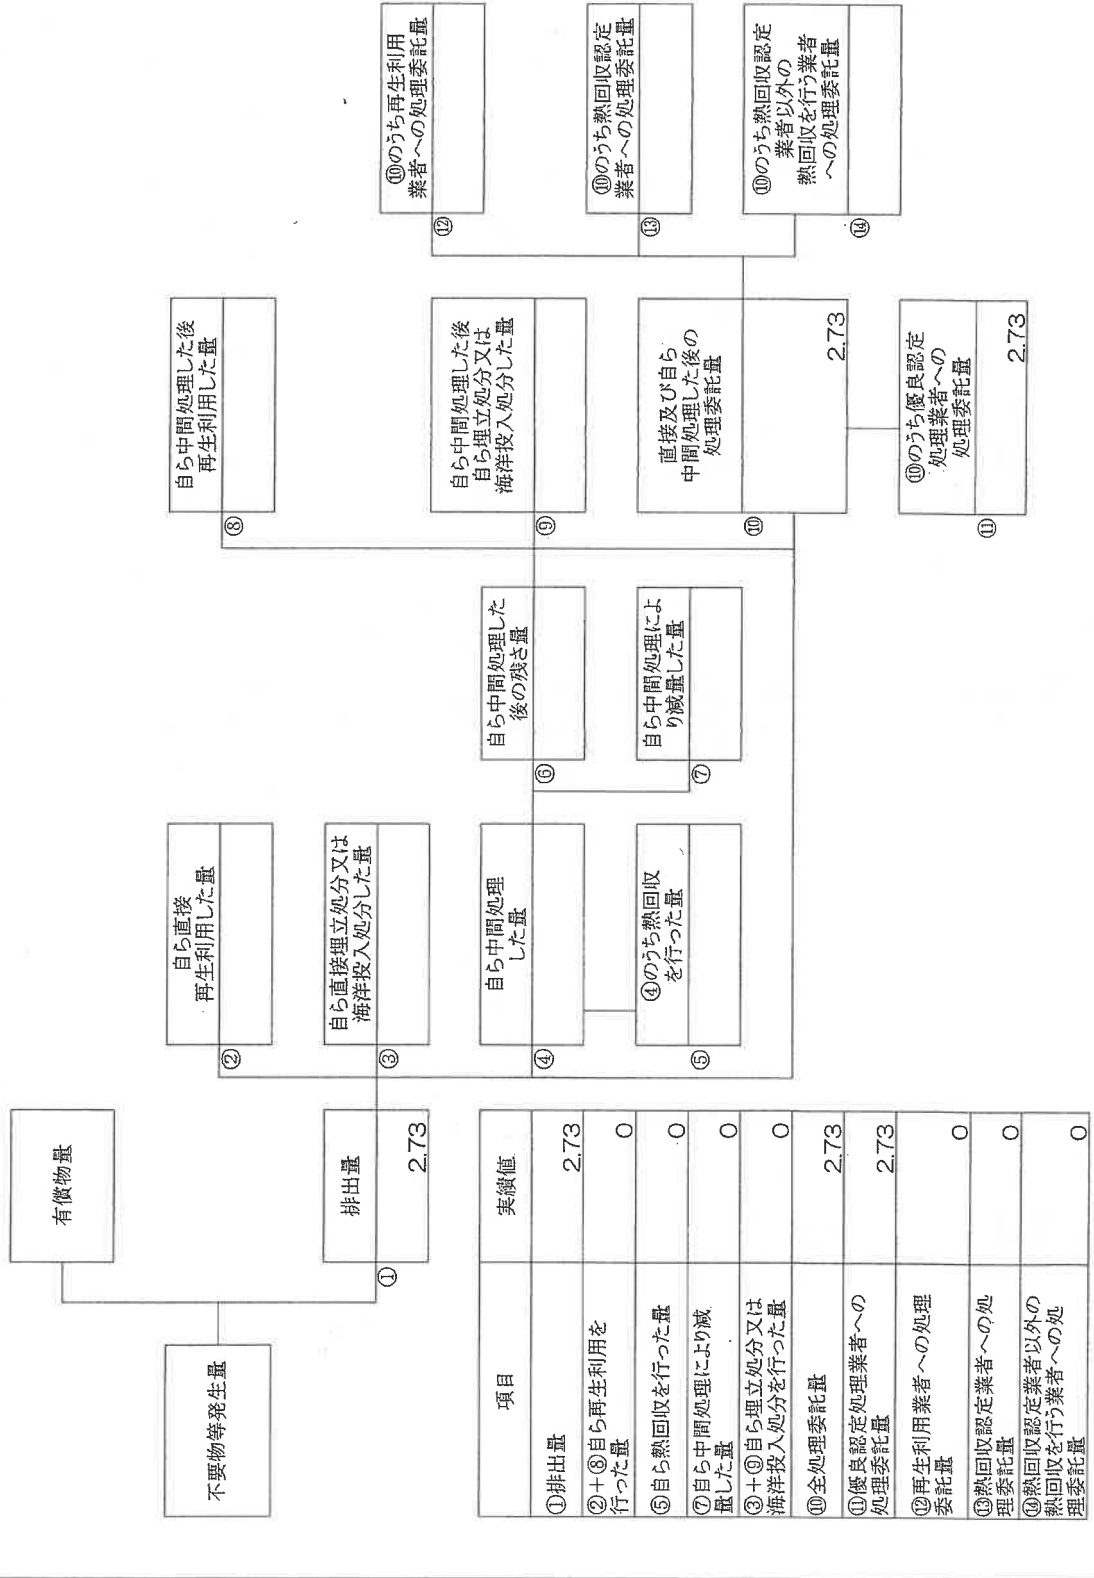 有償物量
不要物等発生量
排出量
①
2.73
自ら直接
再生利用した量
②
自ら直接埋立処分又は
海洋投入処分した量
③
自ら中間処理
した量
④
④のうち熱回収
を行った量
⑤
自ら中間処理した
後の残さ量
⑥
自ら中間処理によ
り減量した量
⑦
自ら中間処理した後
再生利用した量
⑧
自ら中間処理した後
自ら埋立処分又は
海洋投入処分した量
⑨
直接及び自ら
中間処理した後の
処理委託量
⑩
2.73
⑩のうち優良認定
処理業者への
処理委託量
⑪
2.73
⑩のうち再生利用
業者への処理委託量
⑫
⑩のうち熱回収認定
業者への処理委託量
⑬
⑩のうち熱回収認定
業者以外の
熱回収を行う業者
への処理委託量
⑭
項目 実績値
①排出量 2.73
②+⑧自ら再生利用を
行った量 0
⑤自ら熱回収を行った量 0
⑦自ら中間処理により減
量した量 0
③+⑨自ら埋立処分又は
海洋投入処分を行った量 0
⑩全処理委託量 2.73
⑪優良認定処理業者への
処理委託量 2.73
⑫再生利用業者への処理
委託量 0
⑬熱回収認定業者への処
理委託量 0
⑭熱回収認定業者以外の
熱回収を行う業者への処
理委託量 0